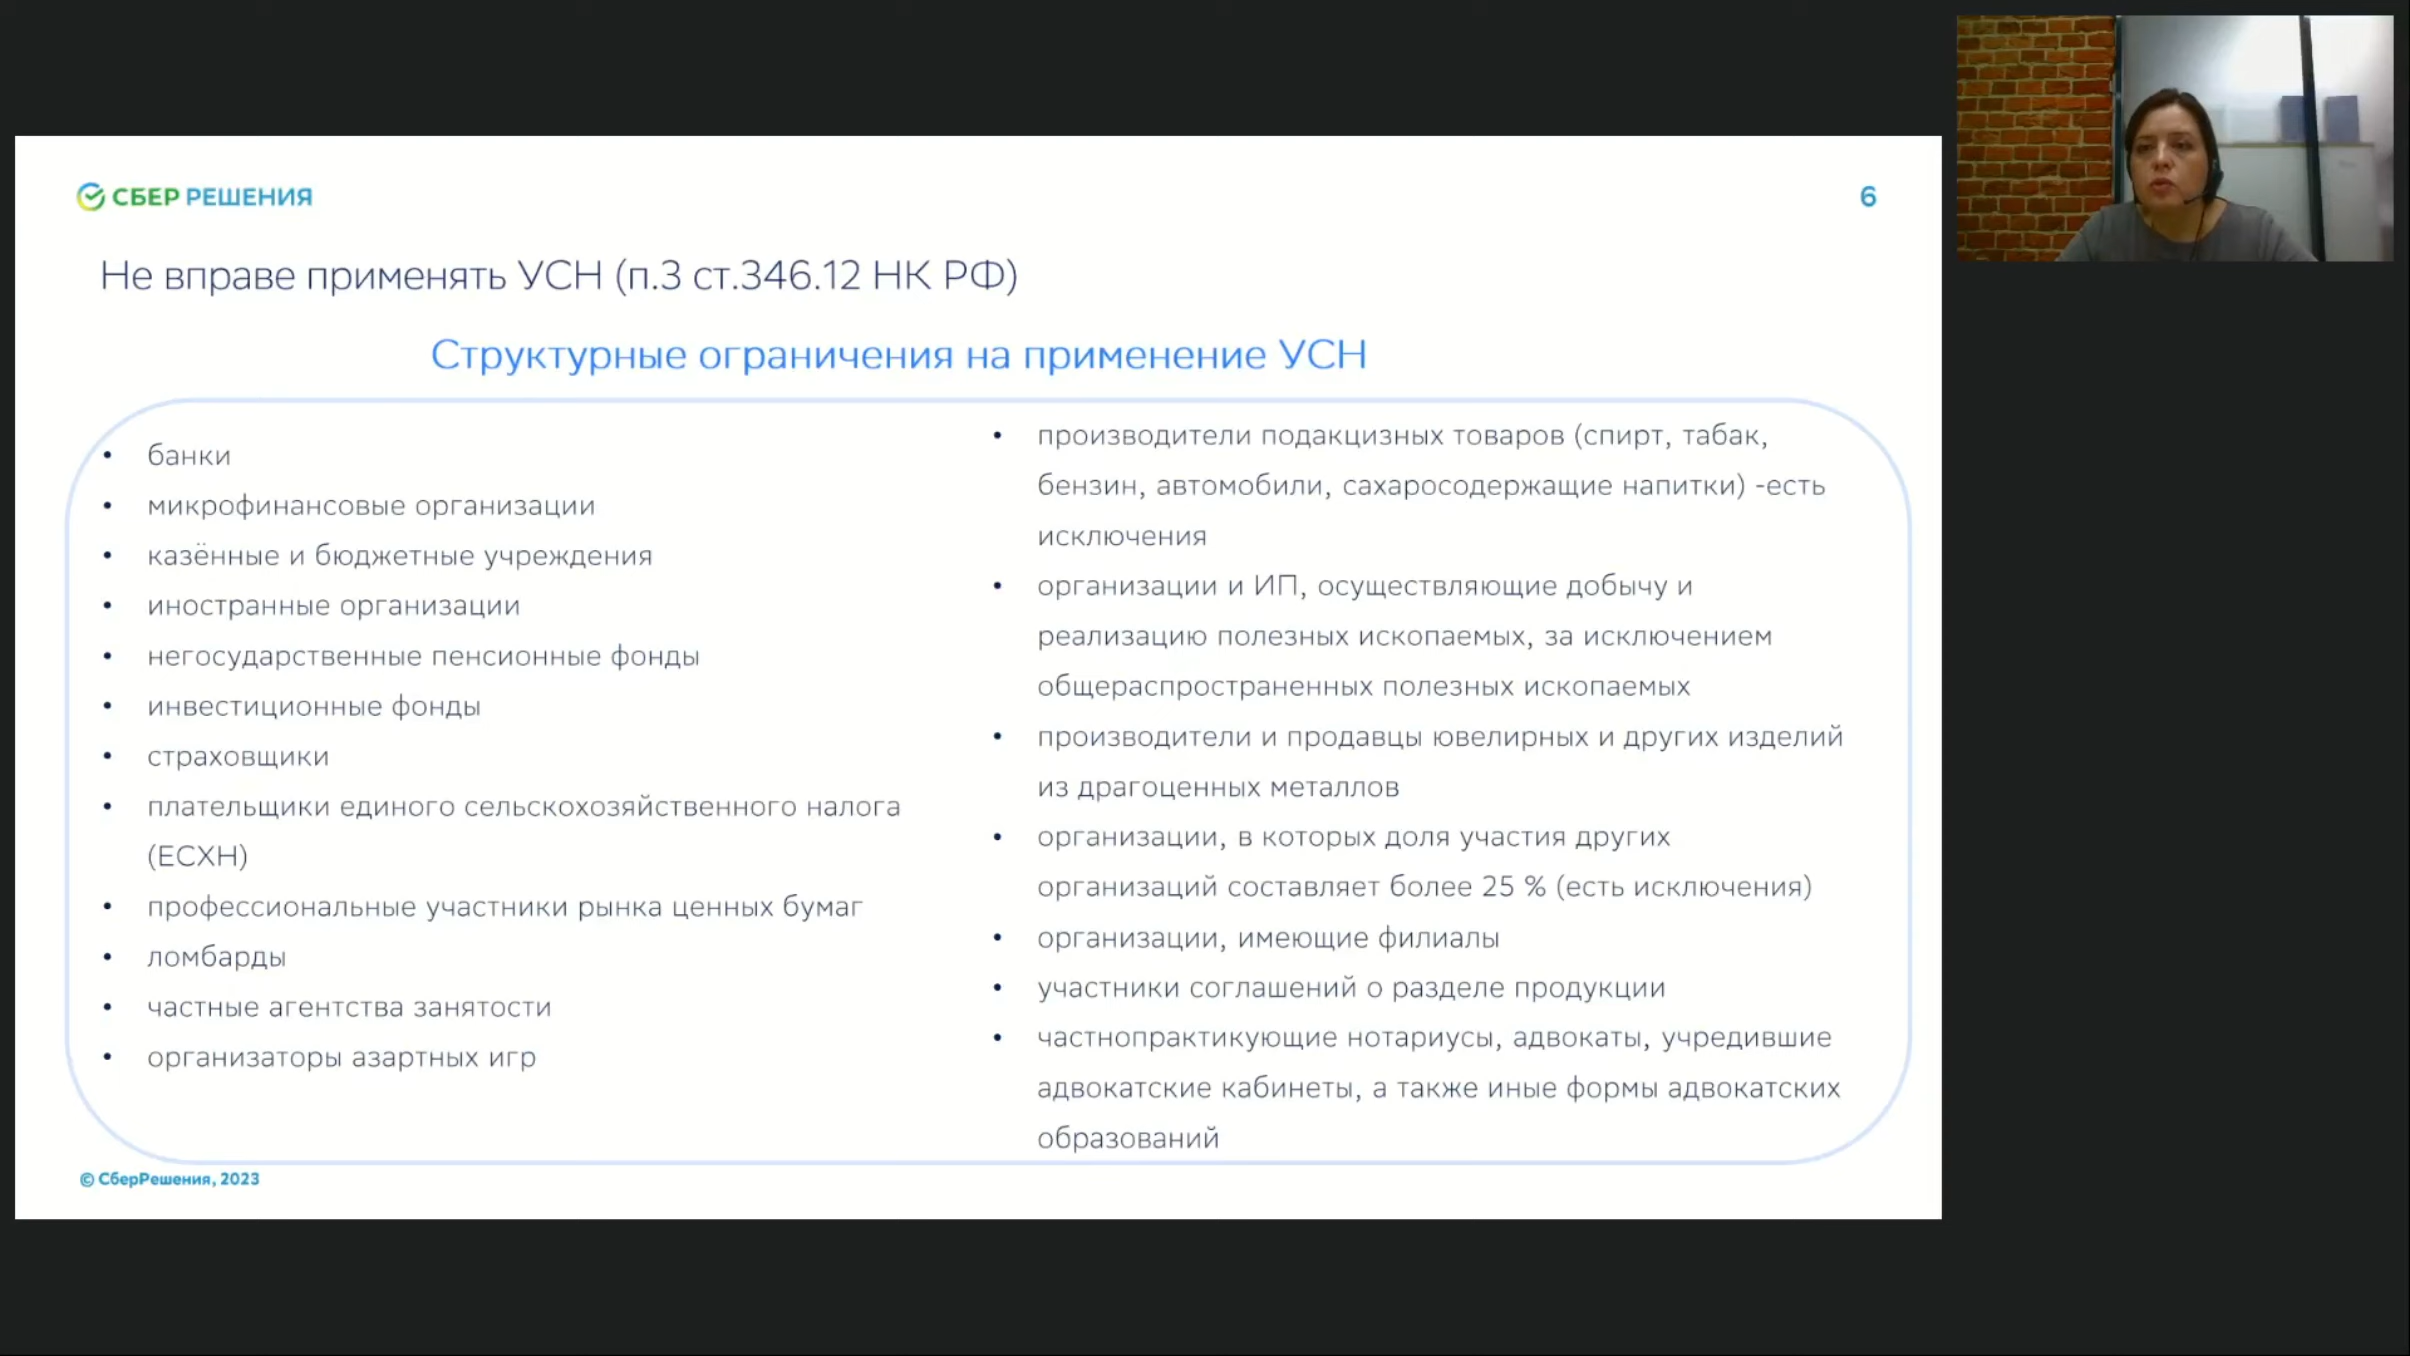 СБЕР РЕШЕНИЯ
6
Не вправе применять УСН (п.3 ст.346.12 НК РФ)
Структурные ограничения на применение УСН
• банки
• микрофинансовые организации
• казённые и бюджетные учреждения
• иностранные организации
• негосударственные пенсионные фонды
• инвестиционные фонды
• страховщики
• плательщики единого сельскохозяйственного налога
(ЕСХН)
• профессиональные участники рынка ценных бумаг
• ломбарды
• частные агентства занятости
• организаторы азартных игр
• производители подакцизных товаров (спирт, табак,
бензин, автомобили, сахаросодержащие напитки) -есть
исключения
• организации и ИП, осуществляющие добычу и
реализацию полезных ископаемых, за исключением
общераспространенных полезных ископаемых
• производители и продавцы ювелирных и других изделий
из драгоценных металлов
• организации, в которых доля участия других
организаций составляет более 25 % (есть исключения)
• организации, имеющие филиалы
• участники соглашений о разделе продукции
• частнопрактикующие нотариусы, адвокаты, учредившие
адвокатские кабинеты, а также иные формы адвокатских
образований
© СберРешения, 2023